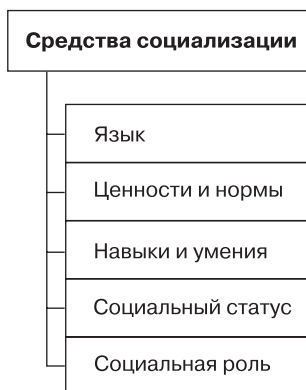 Средства социализации
Язык
Ценности и нормы
Навыки и умения
Социальный статус
Социальная роль